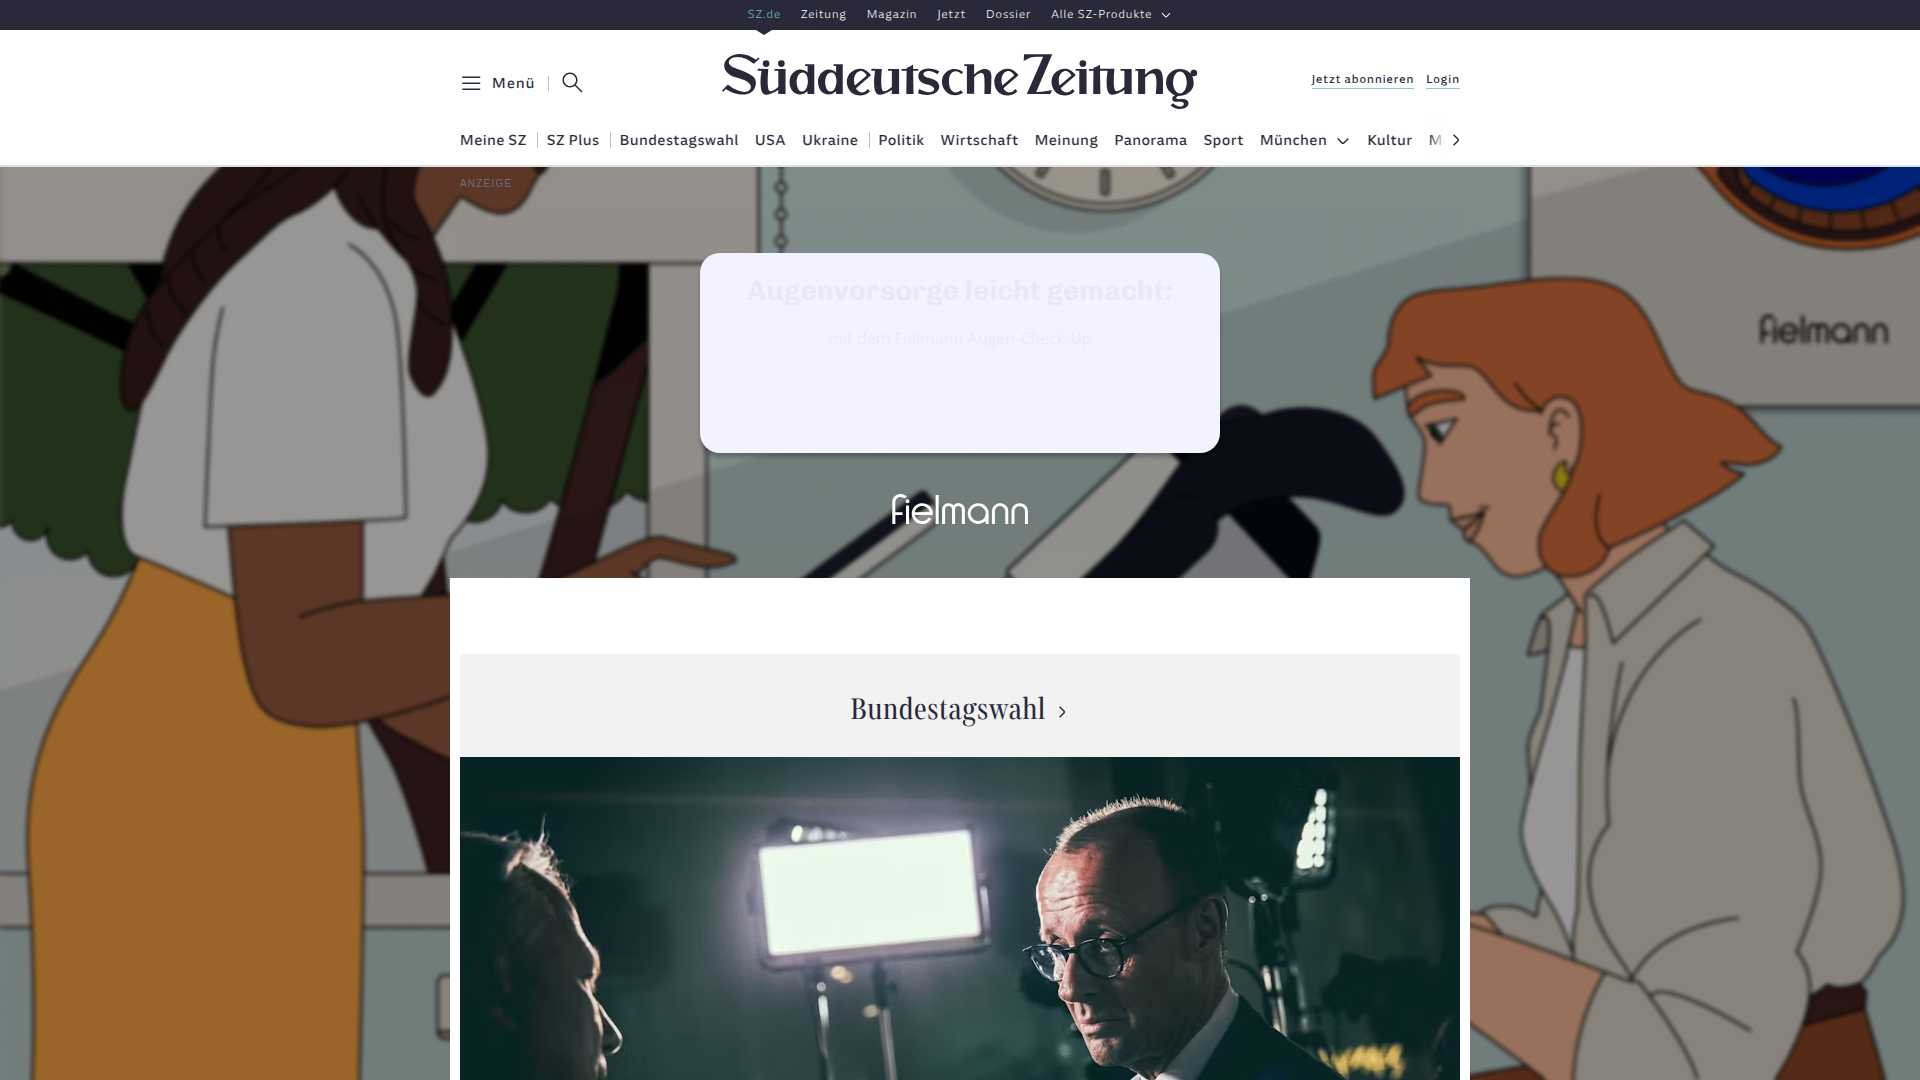 SZ.de Zeitung Magazin Jetzt Dossier Alle SZ-Produkte
Menü
Süddeutsche Zeitung
Jetzt abonnieren Login
Meine SZ SZ Plus Bundestagswahl USA Ukraine Politik Wirtschaft Meinung Panorama Sport München Kultur M
ANZEIGE
Augenvorsorge leicht gemacht:
mit dem Fielmann Augen-Check-Up
fielmann
fielmann
Bundestagswahl